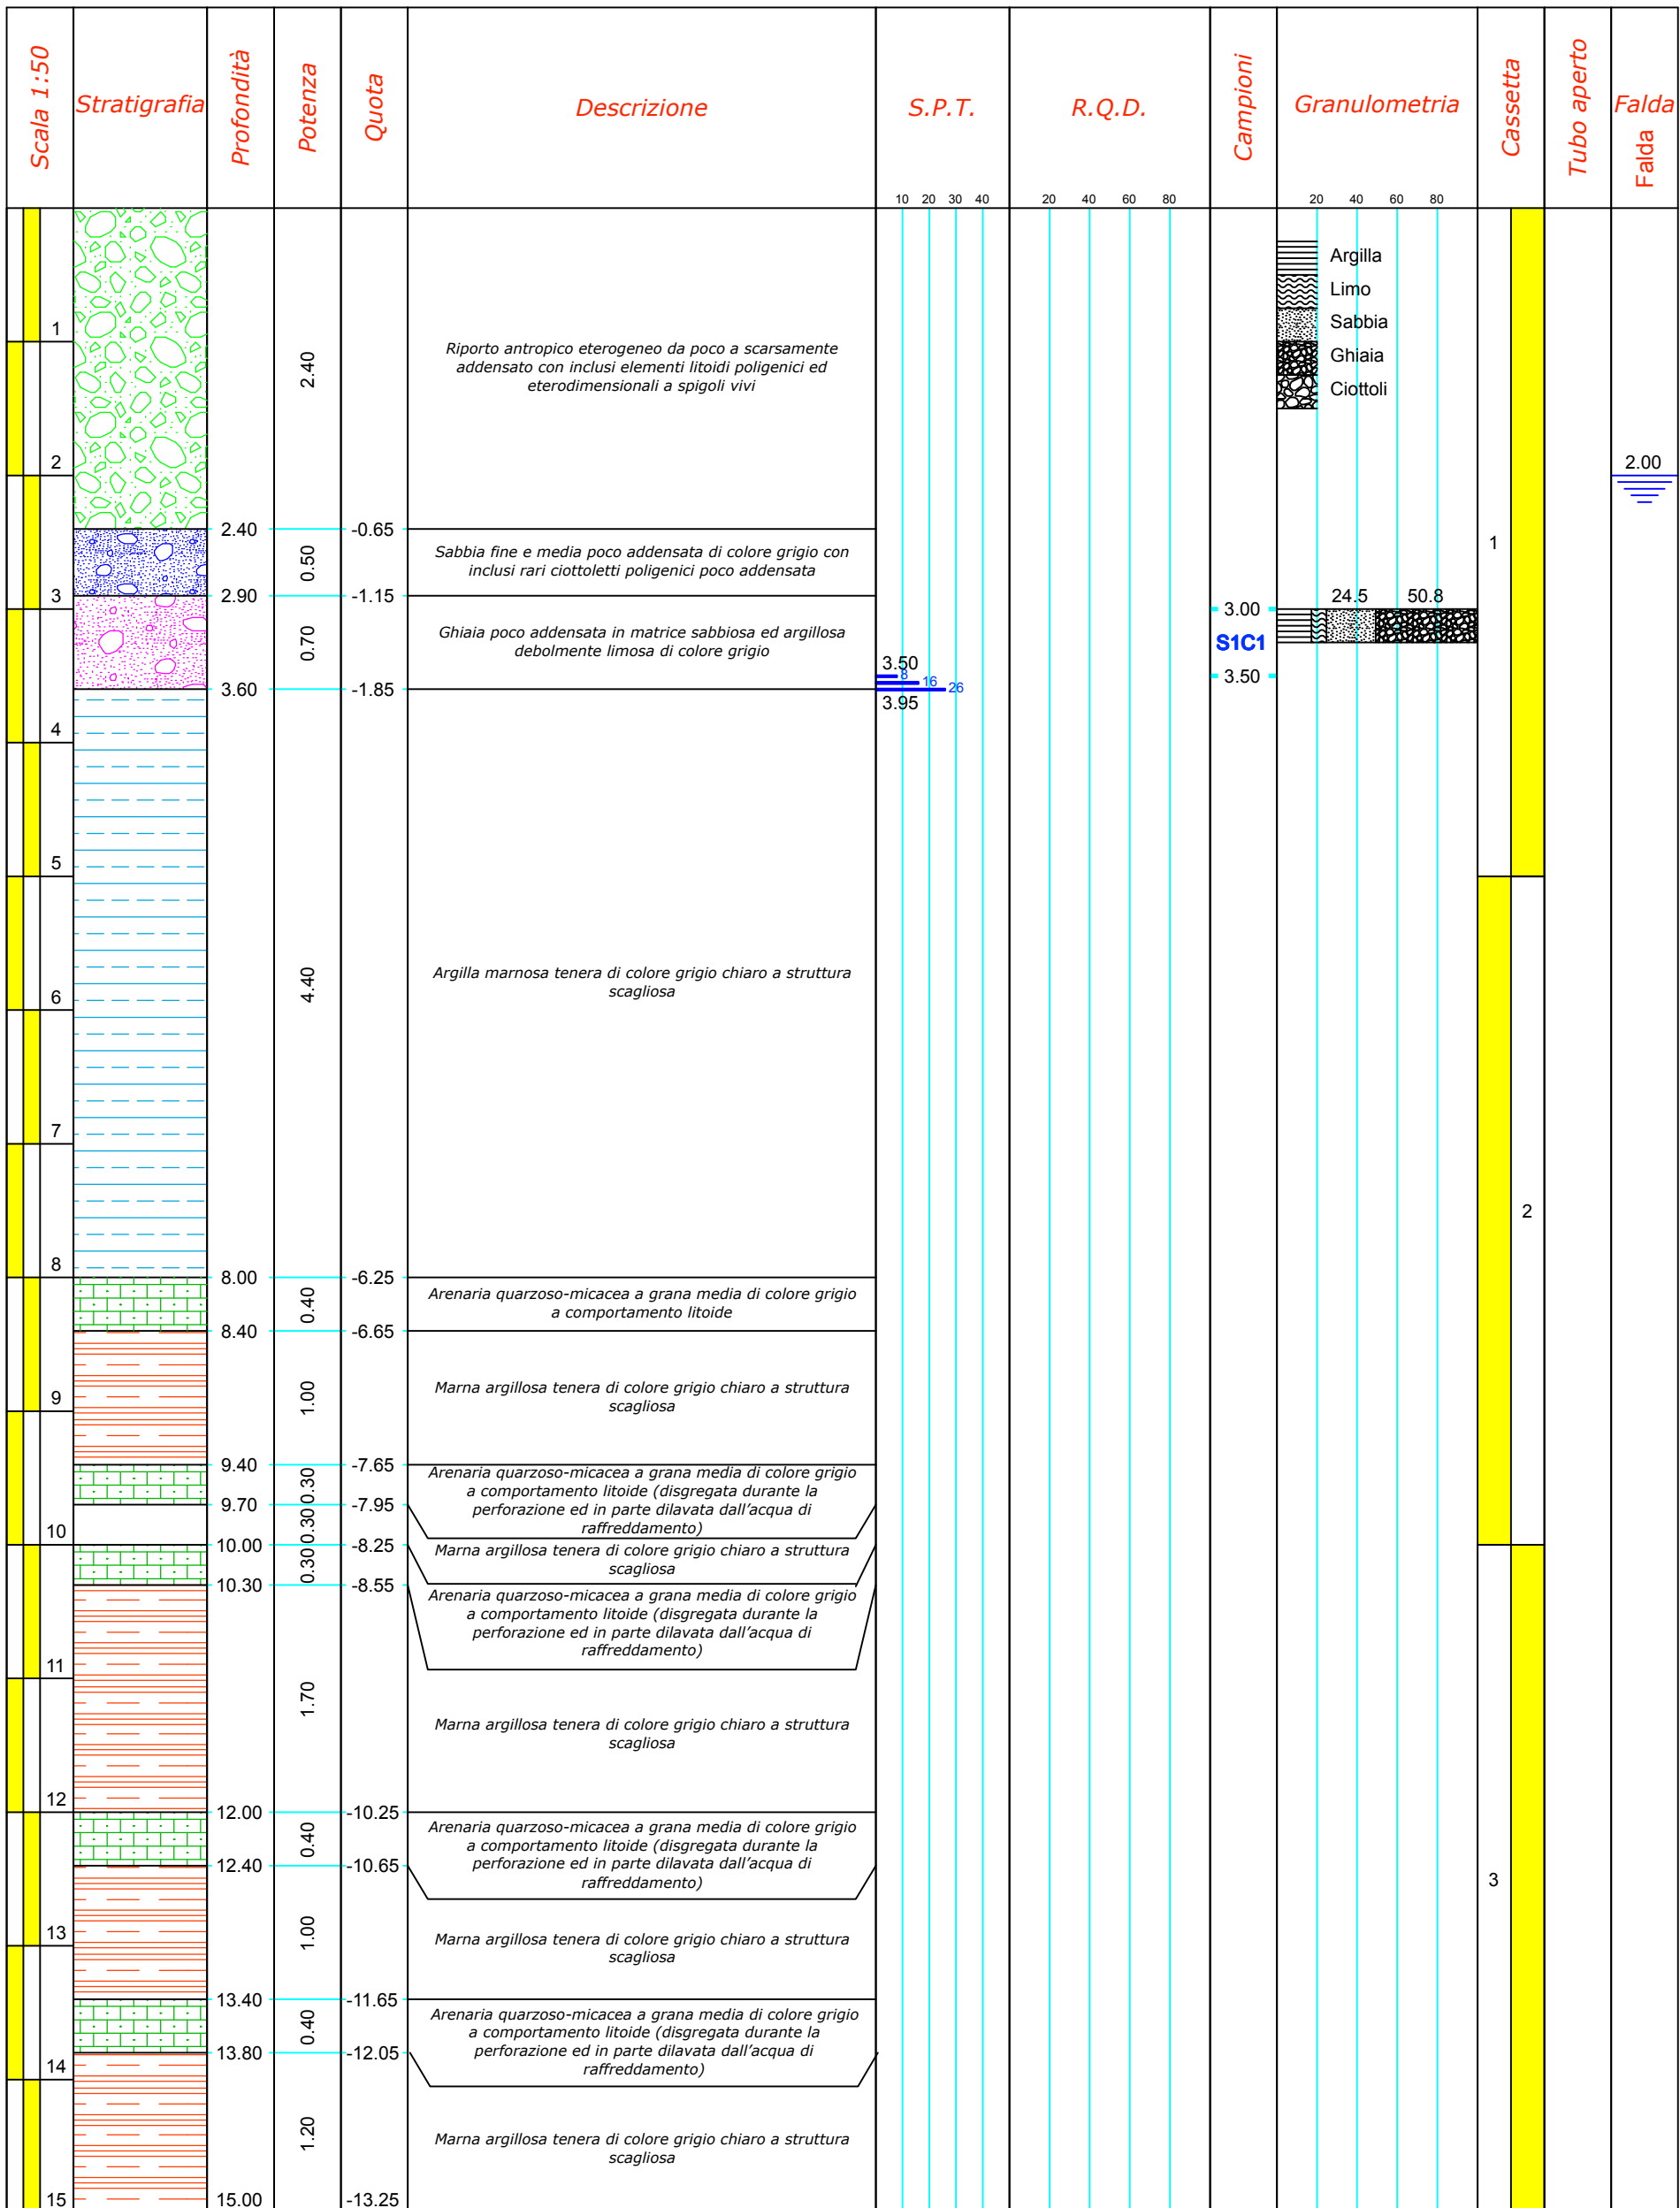 Scala 1:50
Stratigrafia
Profondità
Potenza
Quota
Descrizione
S.P.T.
R.Q.D.
Campioni
Granulometria
Cassetta
Tubo aperto
Falda
Falda
10 20 30 40
20 40 60 80
20 40 60 80
Argilla
Limo
Sabbia
Ghiaia
Ciottoli
1
2.40
Riporto antropico eterogeneo da poco a scarsamente
addensato con inclusi elementi litoidi poligenici ed
eterodimensionali a spigoli vivi
2
2.00
2.40
-0.65
0.50
Sabbia fine e media poco addensata di colore grigio con
inclusi rari ciottoletti poligenici poco addensata
1
3
2.90
-1.15
3.00
24.5 50.8
0.70
Ghiaia poco addensata in matrice sabbiosa ed argillosa
debolmente limosa di colore grigio
S1C1
3.50
3.50
8
16
26
3.95
3.60
-1.85
4
5
6
4.40
Argilla marnosa tenera di colore grigio chiaro a struttura
scagliosa
7
2
8
8.00
-6.25
0.40
Arenaria quarzoso-micacea a grana media di colore grigio
a comportamento litoide
8.40
-6.65
9
1.00
Marna argillosa tenera di colore grigio chiaro a struttura
scagliosa
9.40
-7.65
0.30
Arenaria quarzoso-micacea a grana media di colore grigio
a comportamento litoide (disgregata durante la
perforazione ed in parte dilavata dall'acqua di
raffreddamento)
9.70
-7.95
0.30
10
10.00
-8.25
0.30
Marna argillosa tenera di colore grigio chiaro a struttura
scagliosa
10.30
-8.55
Arenaria quarzoso-micacea a grana media di colore grigio
a comportamento litoide (disgregata durante la
perforazione ed in parte dilavata dall'acqua di
raffreddamento)
11
1.70
Marna argillosa tenera di colore grigio chiaro a struttura
scagliosa
12
12.00
-10.25
0.40
Arenaria quarzoso-micacea a grana media di colore grigio
a comportamento litoide (disgregata durante la
perforazione ed in parte dilavata dall'acqua di
raffreddamento)
12.40
-10.65
3
13
1.00
Marna argillosa tenera di colore grigio chiaro a struttura
scagliosa
13.40
-11.65
0.40
Arenaria quarzoso-micacea a grana media di colore grigio
a comportamento litoide (disgregata durante la
perforazione ed in parte dilavata dall'acqua di
raffreddamento)
13.80
-12.05
14
1.20
Marna argillosa tenera di colore grigio chiaro a struttura
scagliosa
15
15.00
-13.25